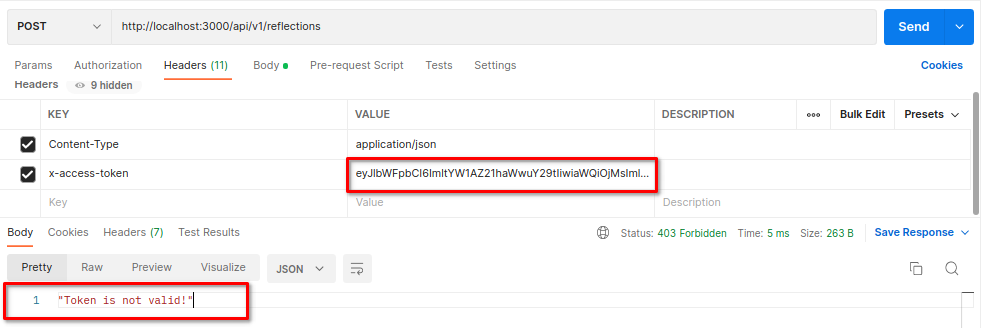 POST http://localhost:3000/api/v1/reflections Send
Params Authorization Headers (11) Body Pre-request Script Tests Settings Cookies
Headers 9 hidden
KEY VALUE DESCRIPTION ooo Bulk Edit Presets
Content-Type application/json
x-access-token eyJlbWFpbCI6ImItYW1AZ21haWwuY29tIiwiaWQiOjMsIml...
Key Value Description
Body Cookies Headers (7) Test Results Status: 403 Forbidden Time: 5 ms Size: 263 B Save Response
Pretty Raw Preview Visualize JSON
1 "Token is not valid!"